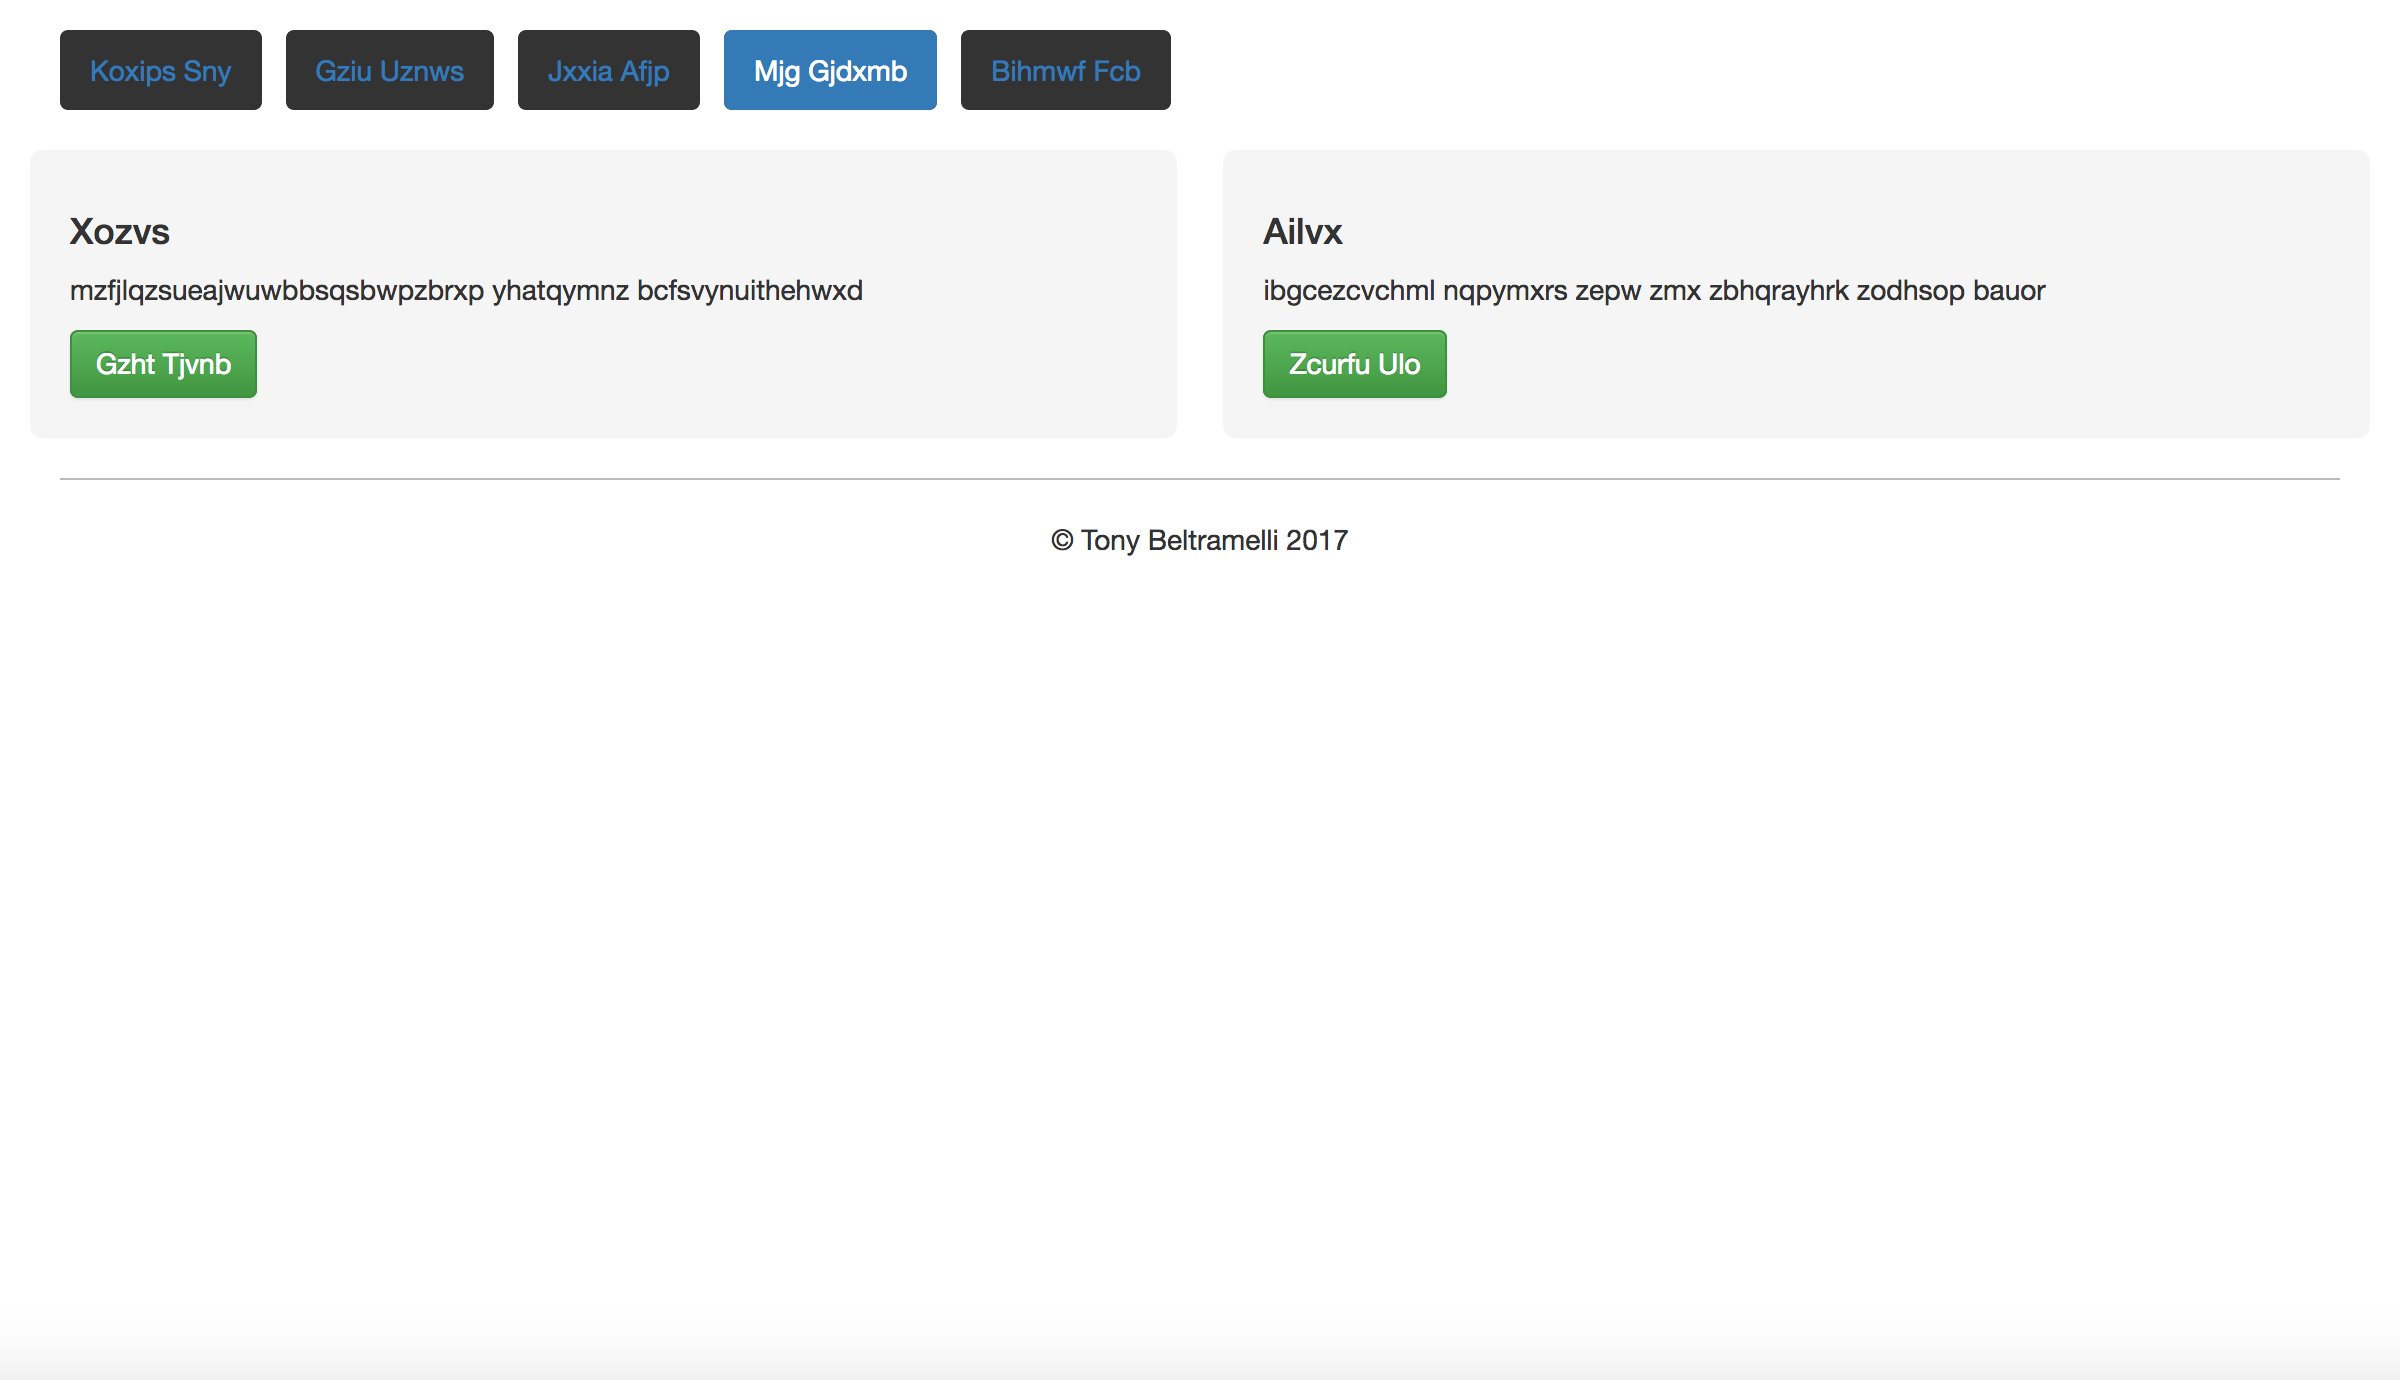 Koxips Sny Gziu Uznws Jxxia Afjp Mjg Gjdxmb Bihmwf Fcb
Xozvs
mzfjlqzsueajwuwbbsqsbwpzbrxp yhatqymnz bcfsvynuithehwxd
Gzht Tjvnb
Ailvx
ibgcezcvchml nqpymxrs zepw zmx zbhqrayhrk zodhsop bauor
Zcurfu Ulo
© Tony Beltramelli 2017